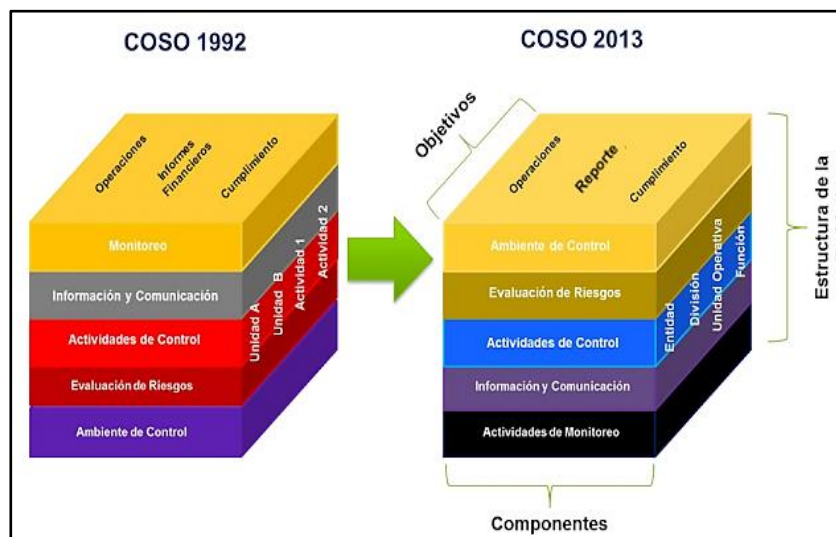 COSO 1992
Operaciones
Informes
Financieros
Cumplimiento
Monitoreo
Información y Comunicación
Actividades de Control
Evaluación de Riesgos
Ambiente de Control
Unidad A
Unidad B
Actividad 1
Actividad 2
COSO 2013
Objetivos
Operaciones
Reporte
Cumplimiento
Ambiente de Control
Evaluación de Riesgos
Actividades de Control
Información y Comunicación
Actividades de Monitoreo
Entidad
División
Unidad Operativa
Función
Estructura de la
Componentes